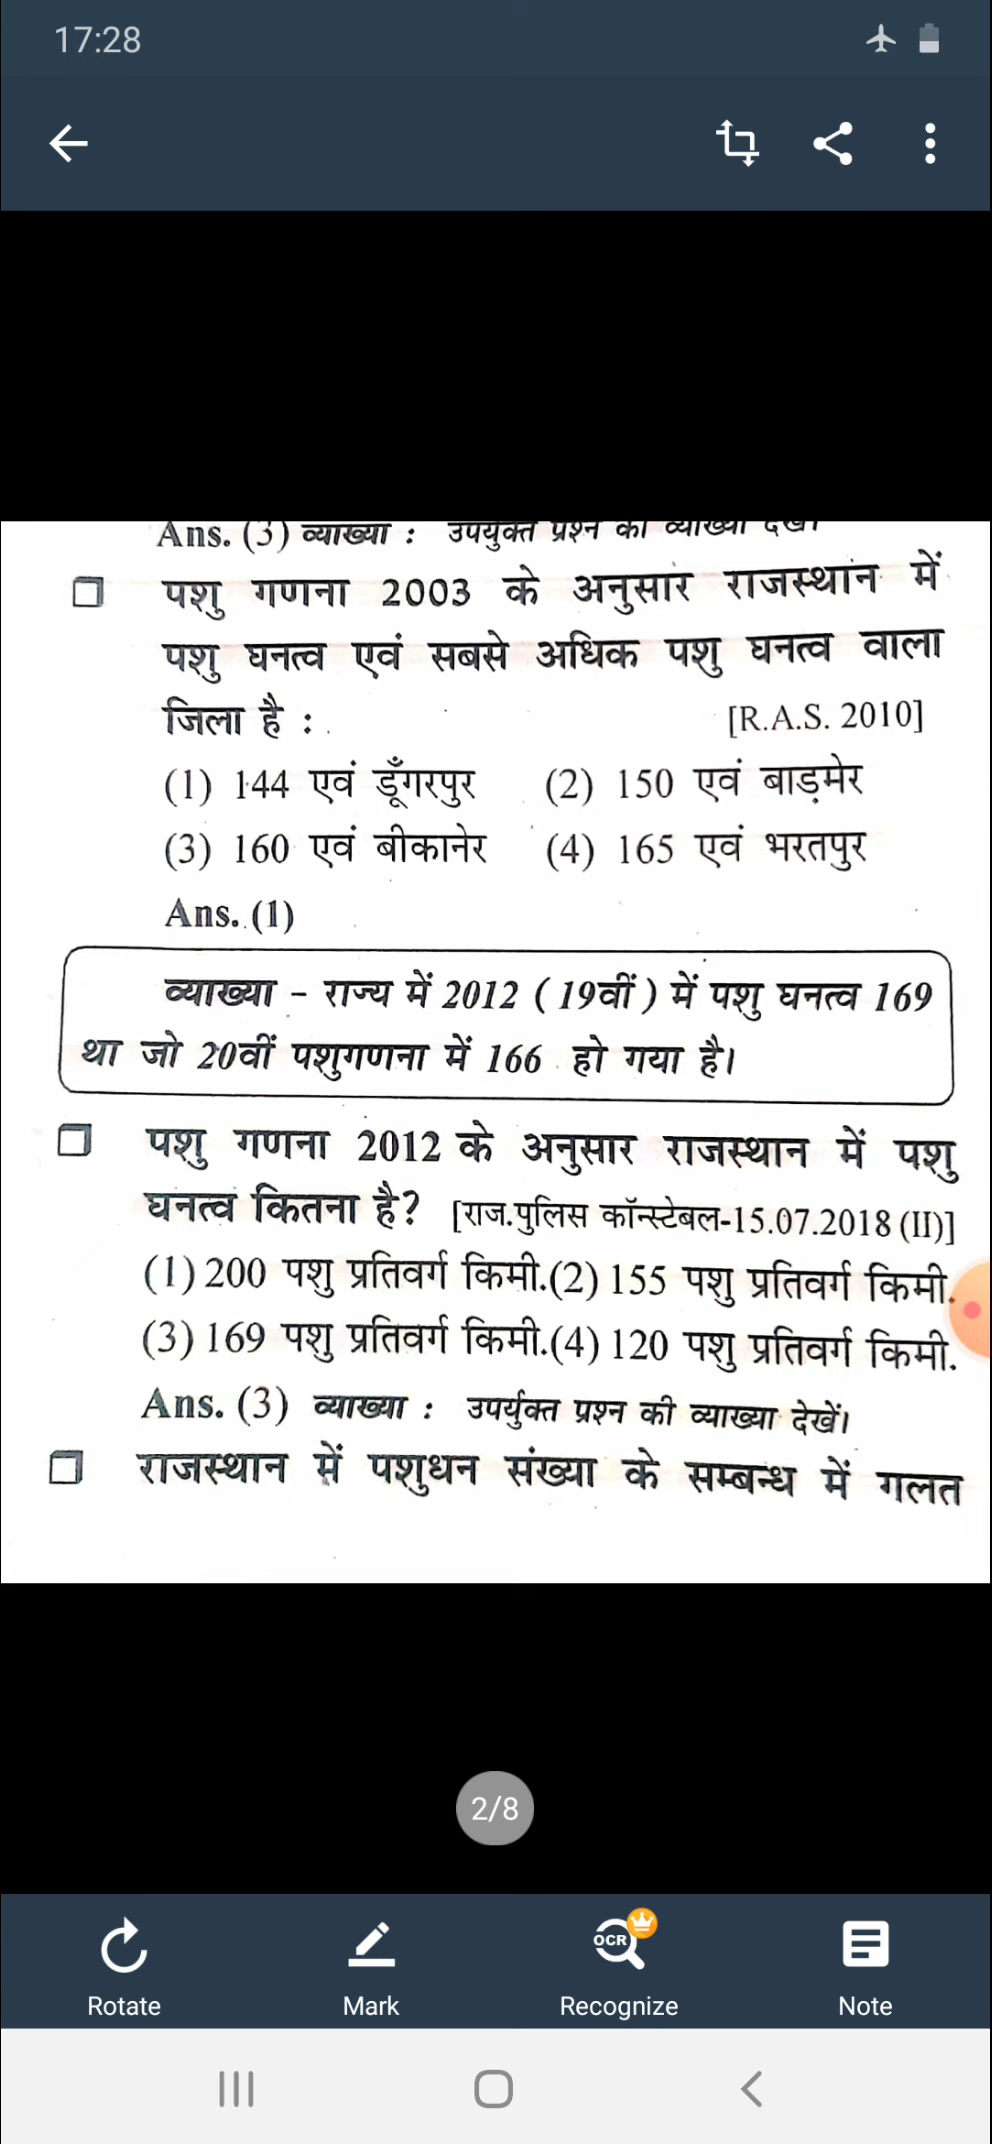 17:28
Ans. (3) व्याख्या : उपर्युक्त प्रश्न की व्याख्या देखें
पशु गणना 2003 के अनुसार राजस्थान में
पशु घनत्व एवं सबसे अधिक पशु घनत्व वाला
जिला है : [R.A.S. 2010]
(1) 144 एवं डूँगरपुर (2) 150 एवं बाड़मेर
(3) 160 एवं बीकानेर (4) 165 एवं भरतपुर
Ans. (1)
व्याख्या - राज्य में 2012 (19वीं) में पशु घनत्व 169
था जो 20वीं पशुगणना में 166 हो गया है।
पशु गणना 2012 के अनुसार राजस्थान में पशु
घनत्व कितना है? [राज.पुलिस कॉन्स्टेबल-15.07.2018 (II)]
(1) 200 पशु प्रतिवर्ग किमी. (2) 155 पशु प्रतिवर्ग किमी.
(3) 169 पशु प्रतिवर्ग किमी. (4) 120 पशु प्रतिवर्ग किमी.
Ans. (3) व्याख्या : उपर्युक्त प्रश्न की व्याख्या देखें।
राजस्थान में पशुधन संख्या के सम्बन्ध में गलत
2/8
OCR
Rotate Mark Recognize Note